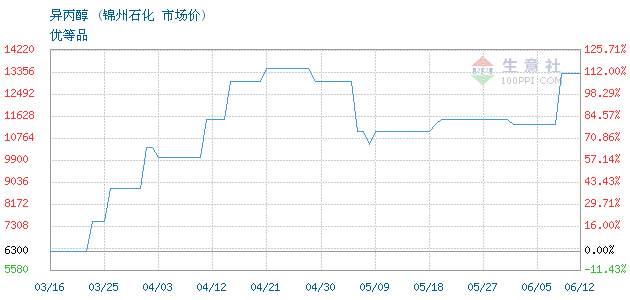 异丙醇 (锦州石化 市场价)
优等品
14220 125.71%
13356 112.00%
12492 98.29%
11628 84.57%
10764 70.86%
9900 57.14%
9036 43.43%
8172 29.71%
7308 16.00%
6300 0.00%
5580 -11.43%
生意社
100PPI.COM
03/16 03/25 04/03 04/12 04/21 04/30 05/09 05/18 05/27 06/05 06/12